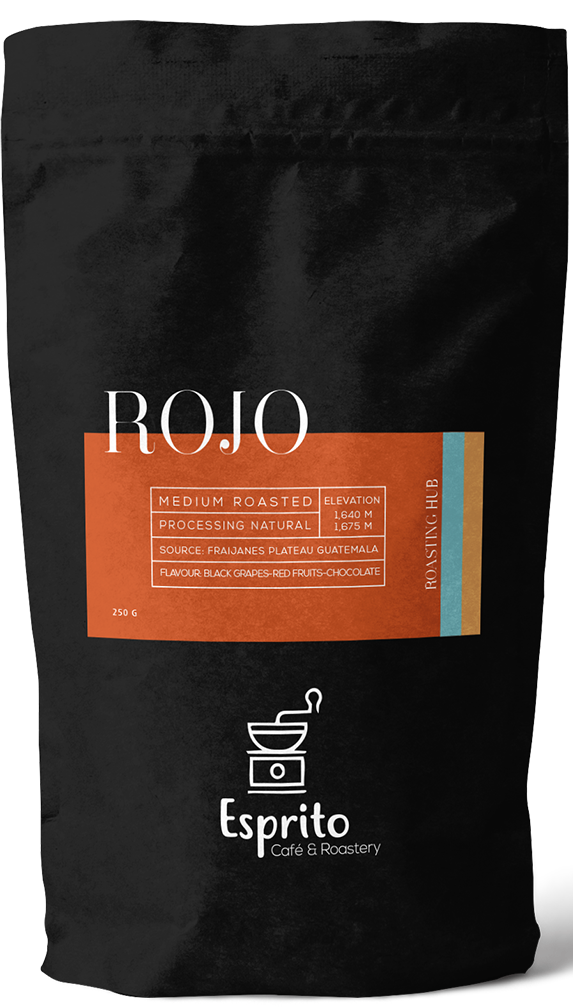 ROJO
MEDIUM ROASTED
PROCESSING NATURAL
ELEVATION
1,640 M
1,675 M
SOURCE: FRAIJANES PLATEAU GUATEMALA
FLAVOUR: BLACK GRAPES-RED FRUITS-CHOCOLATE
250 G
ROASTING HUB
Esprito
Café & Roastery